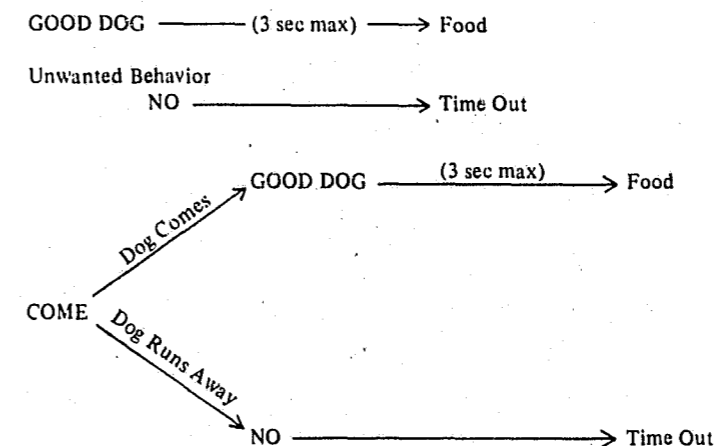 GOOD DOG (3 sec max) Food
Unwanted Behavior
NO Time Out
GOOD DOG (3 sec max) Food
Dog Comes
COME
Dog Runs Away
NO Time Out